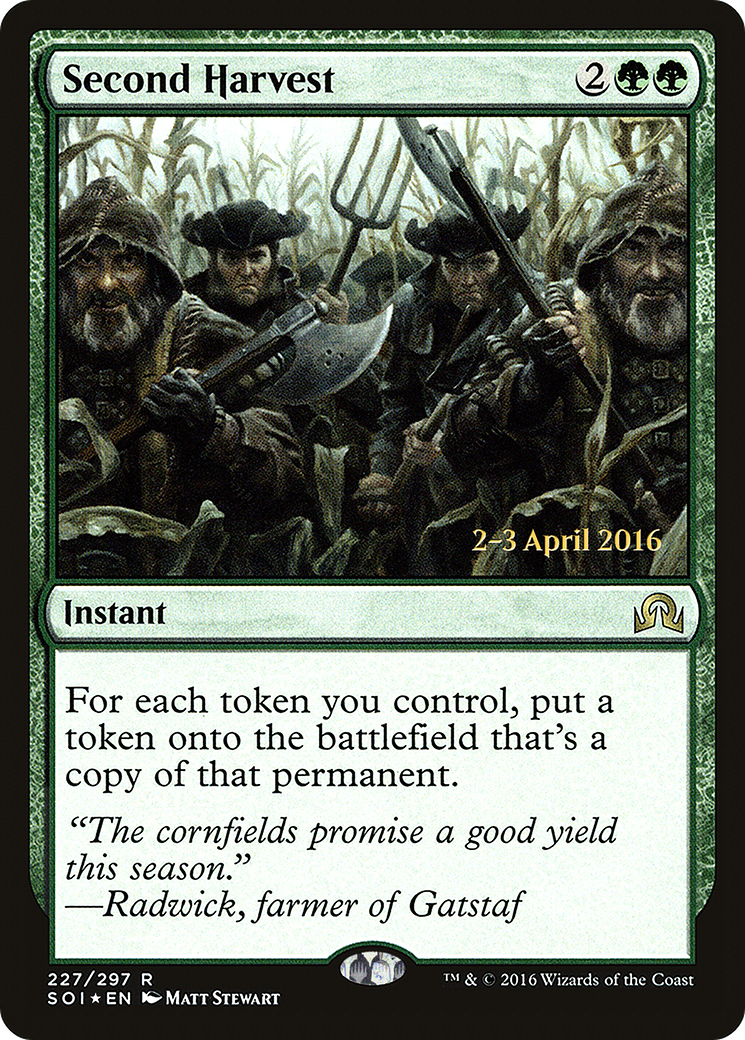 Second Harvest 2
2–3 April 2016
Instant
For each token you control, put a
token onto the battlefield that’s a
copy of that permanent.
“The cornfields promise a good yield
this season.”
—Radwick, farmer of Gatstaf
227/297 R
SOI★EN Matt Stewart
™ & © 2016 Wizards of the Coast